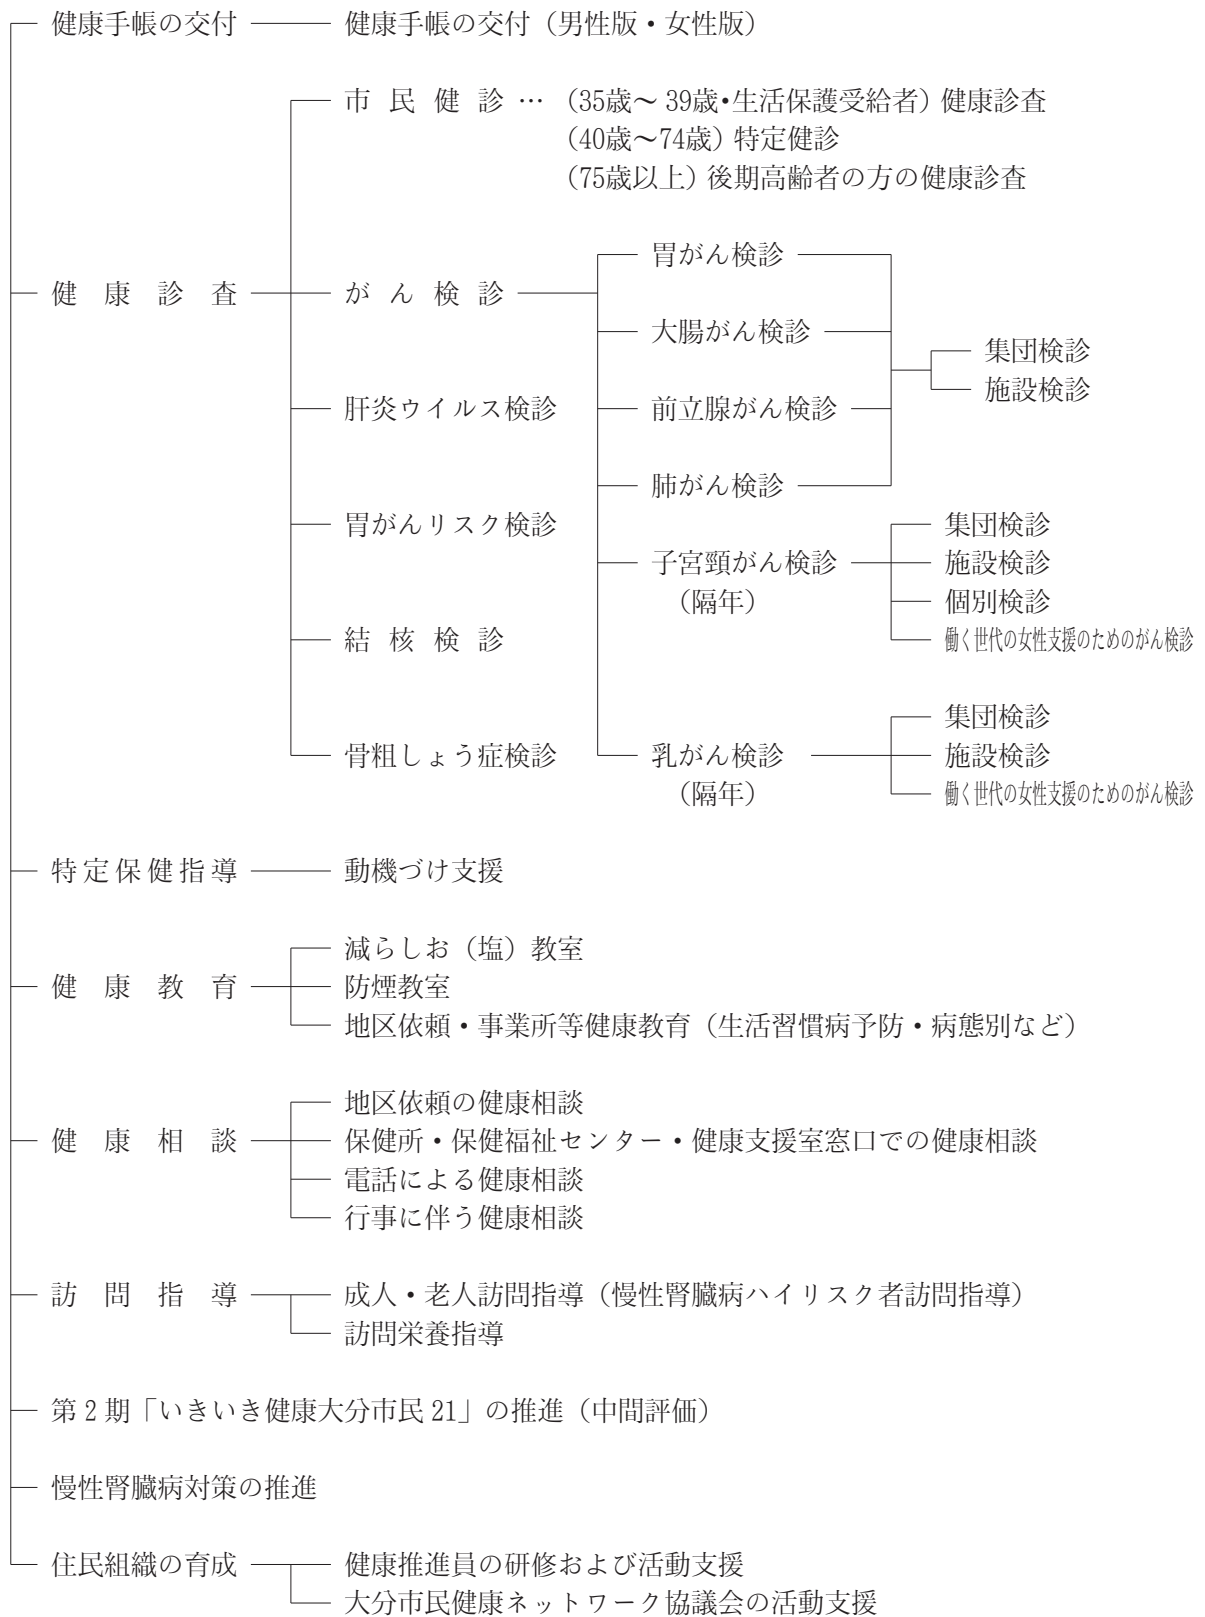 健康手帳の交付 健康手帳の交付（男性版・女性版）
市民健診…（35歳～39歳・生活保護受給者）健康診査
（40歳～74歳）特定健診
（75歳以上）後期高齢者の方の健康診査
胃がん検診
健康診査 がん検診
大腸がん検診
集団検診
施設検診
肝炎ウイルス検診 前立腺がん検診
肺がん検診
胃がんリスク検診 集団検診
子宮頸がん検診 施設検診
（隔年） 個別検診
結核検診 働く世代の女性支援のためのがん検診
集団検診
骨粗しょう症検診 乳がん検診 施設検診
（隔年） 働く世代の女性支援のためのがん検診
特定保健指導 動機づけ支援
減らしお（塩）教室
健康教育 防煙教室
地区依頼・事業所等健康教育（生活習慣病予防・病態別など）
地区依頼の健康相談
健康相談 保健所・保健福祉センター・健康支援室窓口での健康相談
電話による健康相談
行事に伴う健康相談
訪問指導 成人・老人訪問指導（慢性腎臓病ハイリスク者訪問指導）
訪問栄養指導
第2期「いきいき健康大分市民21」の推進（中間評価）
慢性腎臓病対策の推進
住民組織の育成 健康推進員の研修および活動支援
大分市民健康ネットワーク協議会の活動支援